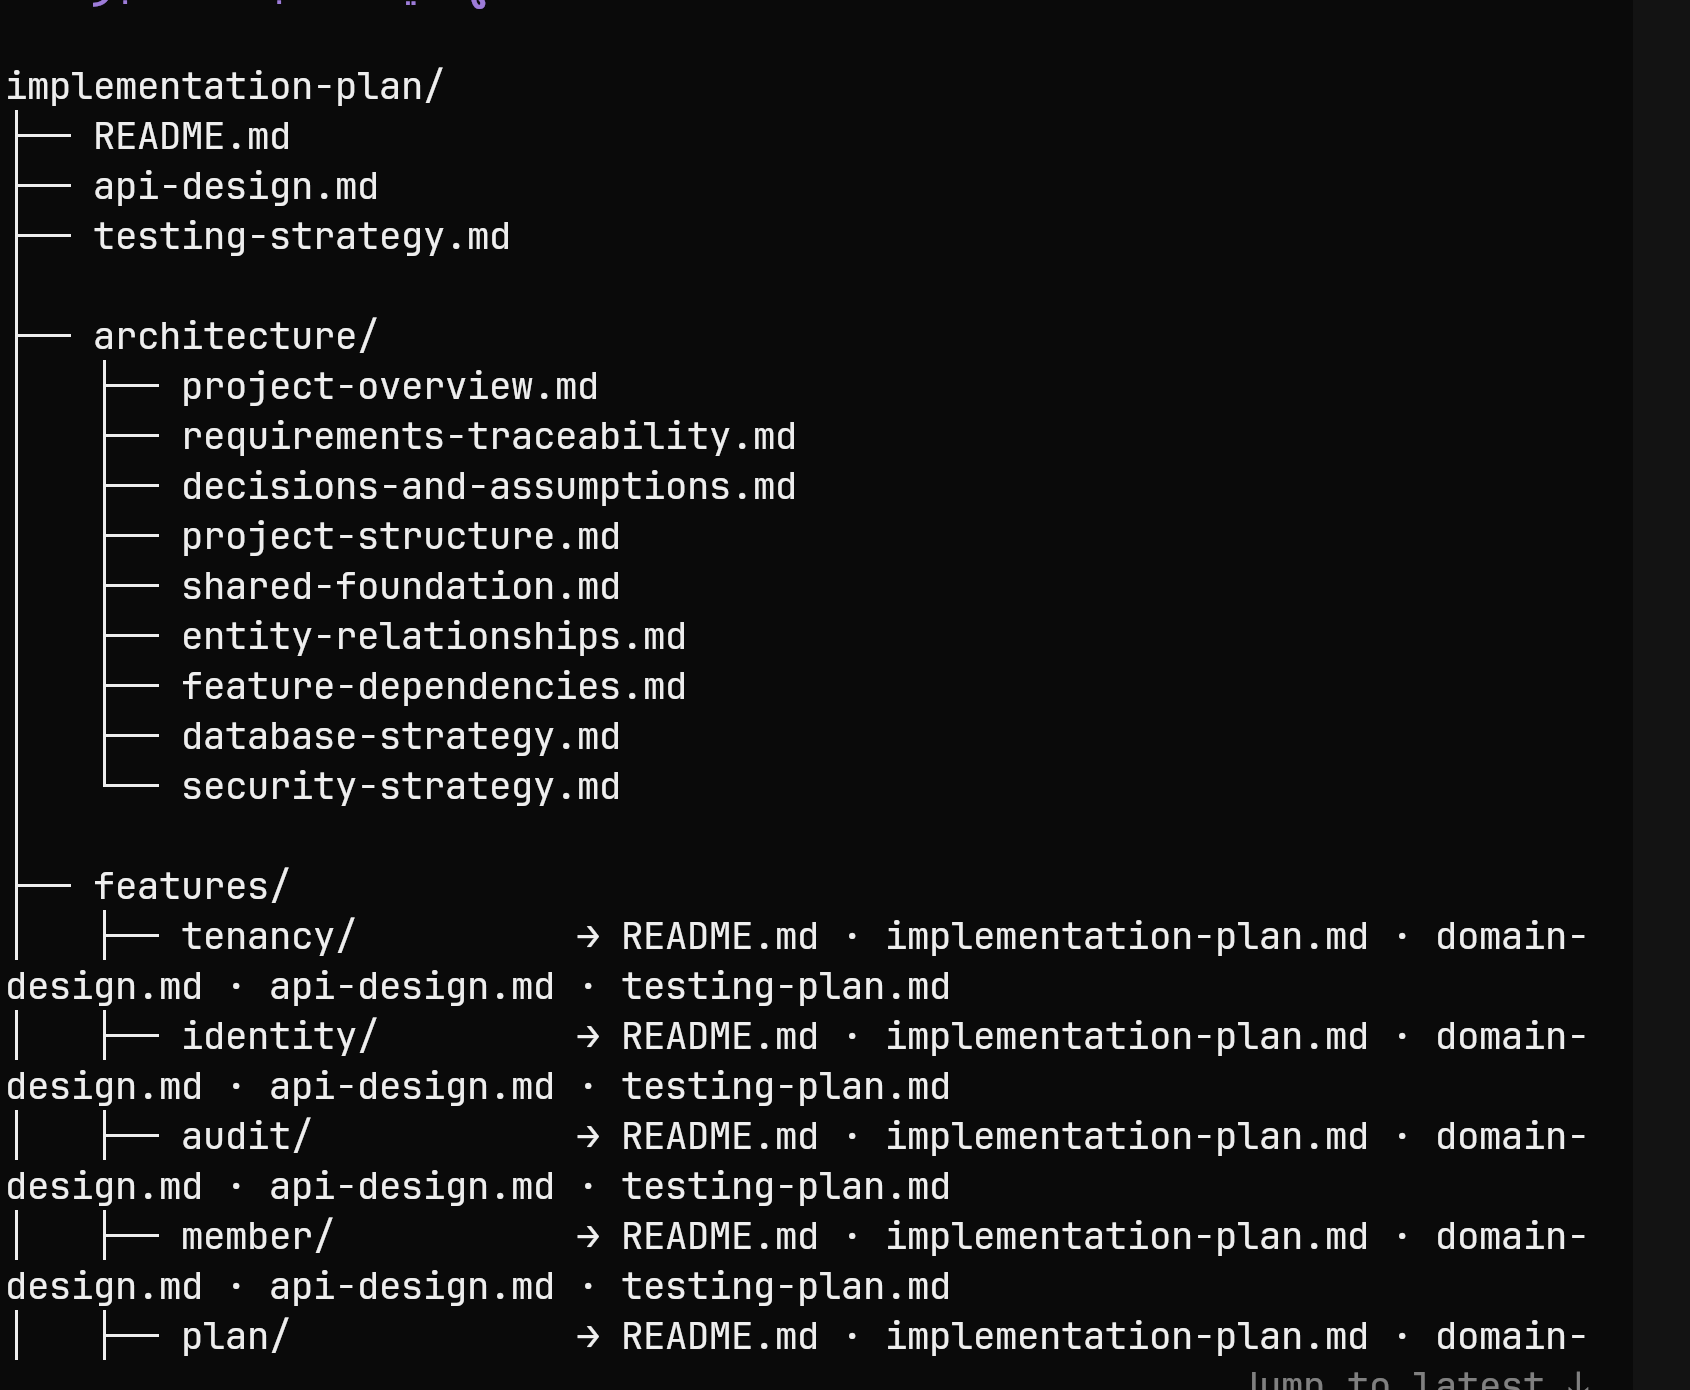 implementation-plan/
├── README.md
├── api-design.md
├── testing-strategy.md
│
├── architecture/
│   ├── project-overview.md
│   ├── requirements-traceability.md
│   ├── decisions-and-assumptions.md
│   ├── project-structure.md
│   ├── shared-foundation.md
│   ├── entity-relationships.md
│   ├── feature-dependencies.md
│   ├── database-strategy.md
│   └── security-strategy.md
│
├── features/
│   ├── tenancy/          → README.md · implementation-plan.md · domain-
design.md · api-design.md · testing-plan.md
│   ├── identity/         → README.md · implementation-plan.md · domain-
design.md · api-design.md · testing-plan.md
│   ├── audit/            → README.md · implementation-plan.md · domain-
design.md · api-design.md · testing-plan.md
│   ├── member/           → README.md · implementation-plan.md · domain-
design.md · api-design.md · testing-plan.md
│   ├── plan/             → README.md · implementation-plan.md · domain-
Jump to latest ↓